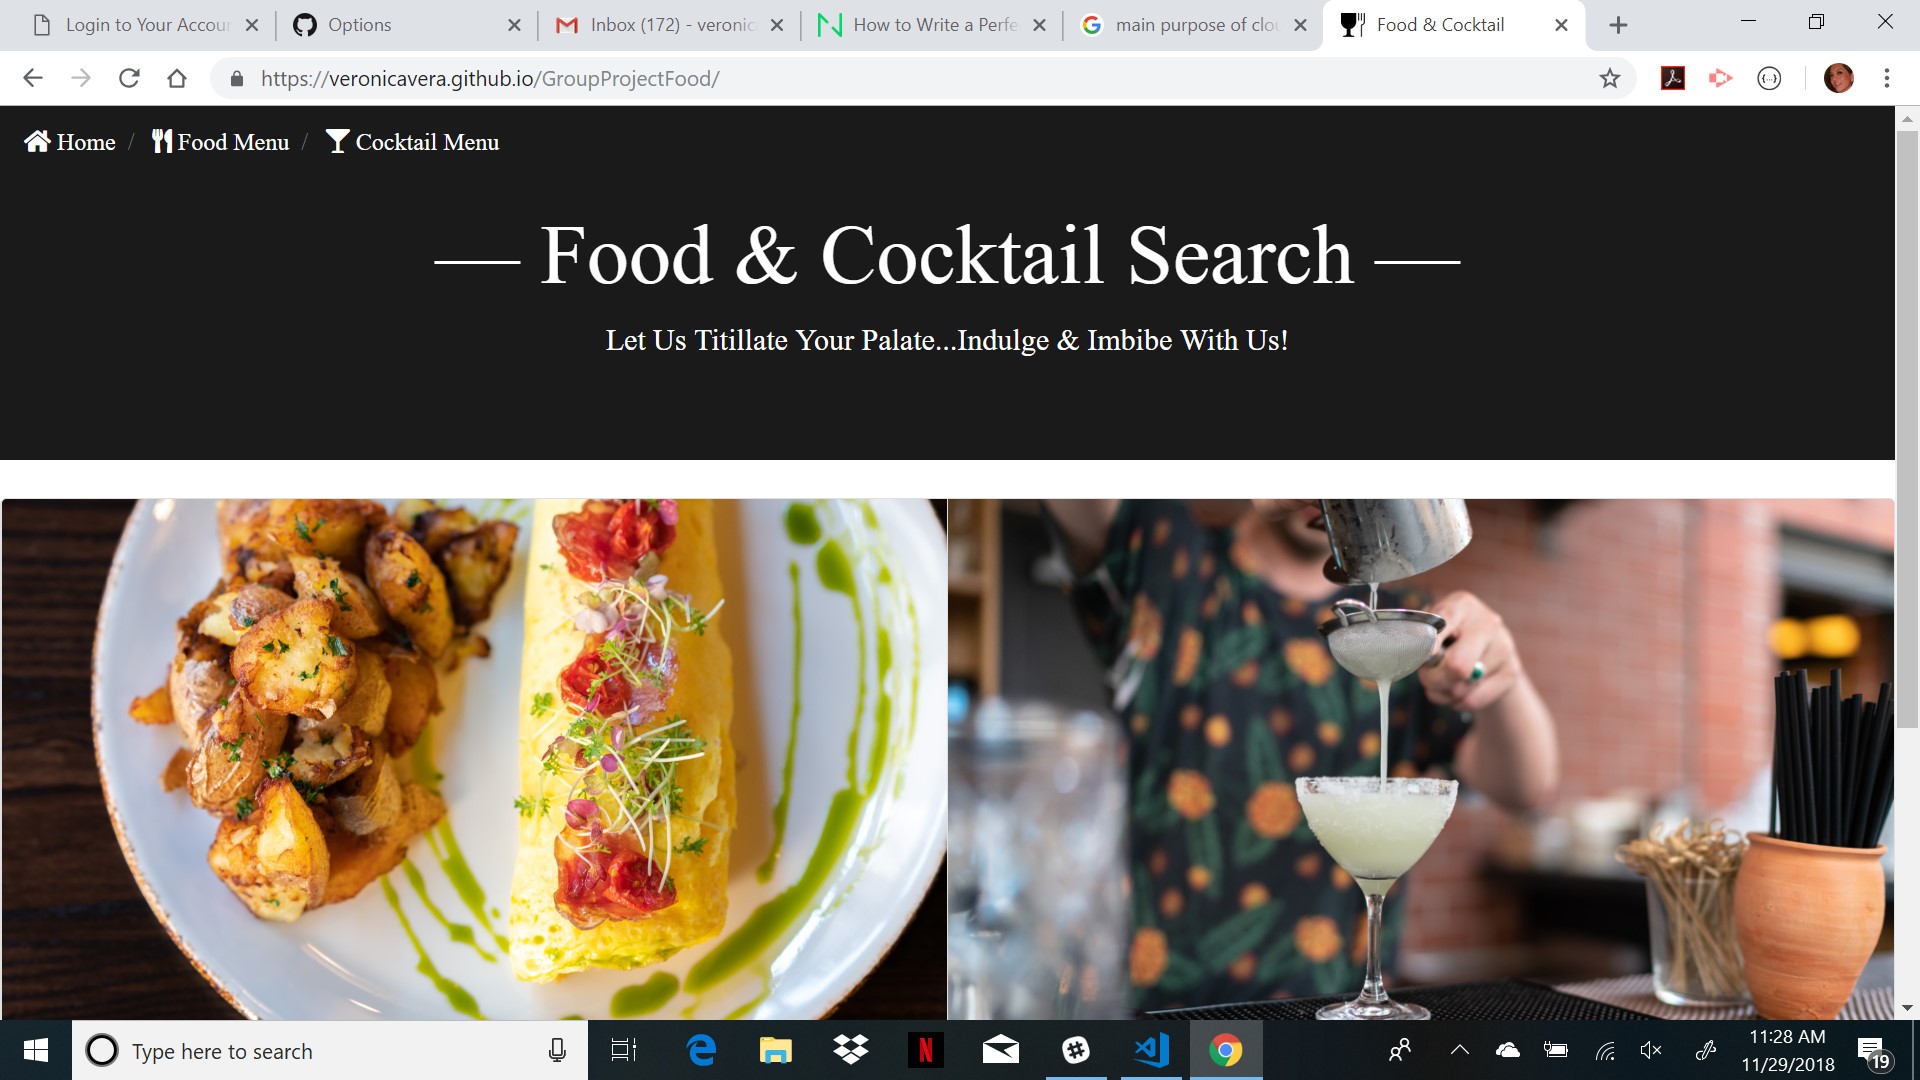 Login to Your Accour
Options
Inbox (172) - veronic
How to Write a Perfe
main purpose of clou
Food & Cocktail
https://veronicavera.github.io/GroupProjectFood/
Home / Food Menu / Cocktail Menu
Food & Cocktail Search
Let Us Titillate Your Palate...Indulge & Imbibe With Us!
Type here to search
11:28 AM
11/29/2018
19